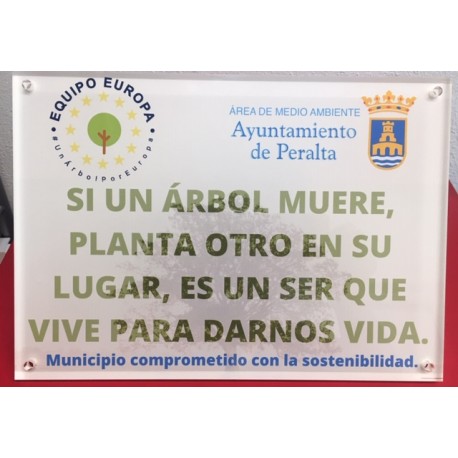 EQUIPO EUROPA
#UnArbolPorEuropa
ÁREA DE MEDIO AMBIENTE
Ayuntamiento
de Peralta
SI UN ÁRBOL MUERE,
PLANTA OTRO EN SU
LUGAR, ES UN SER QUE
VIVE PARA DARNOS VIDA.
Municipio comprometido con la sostenibilidad.